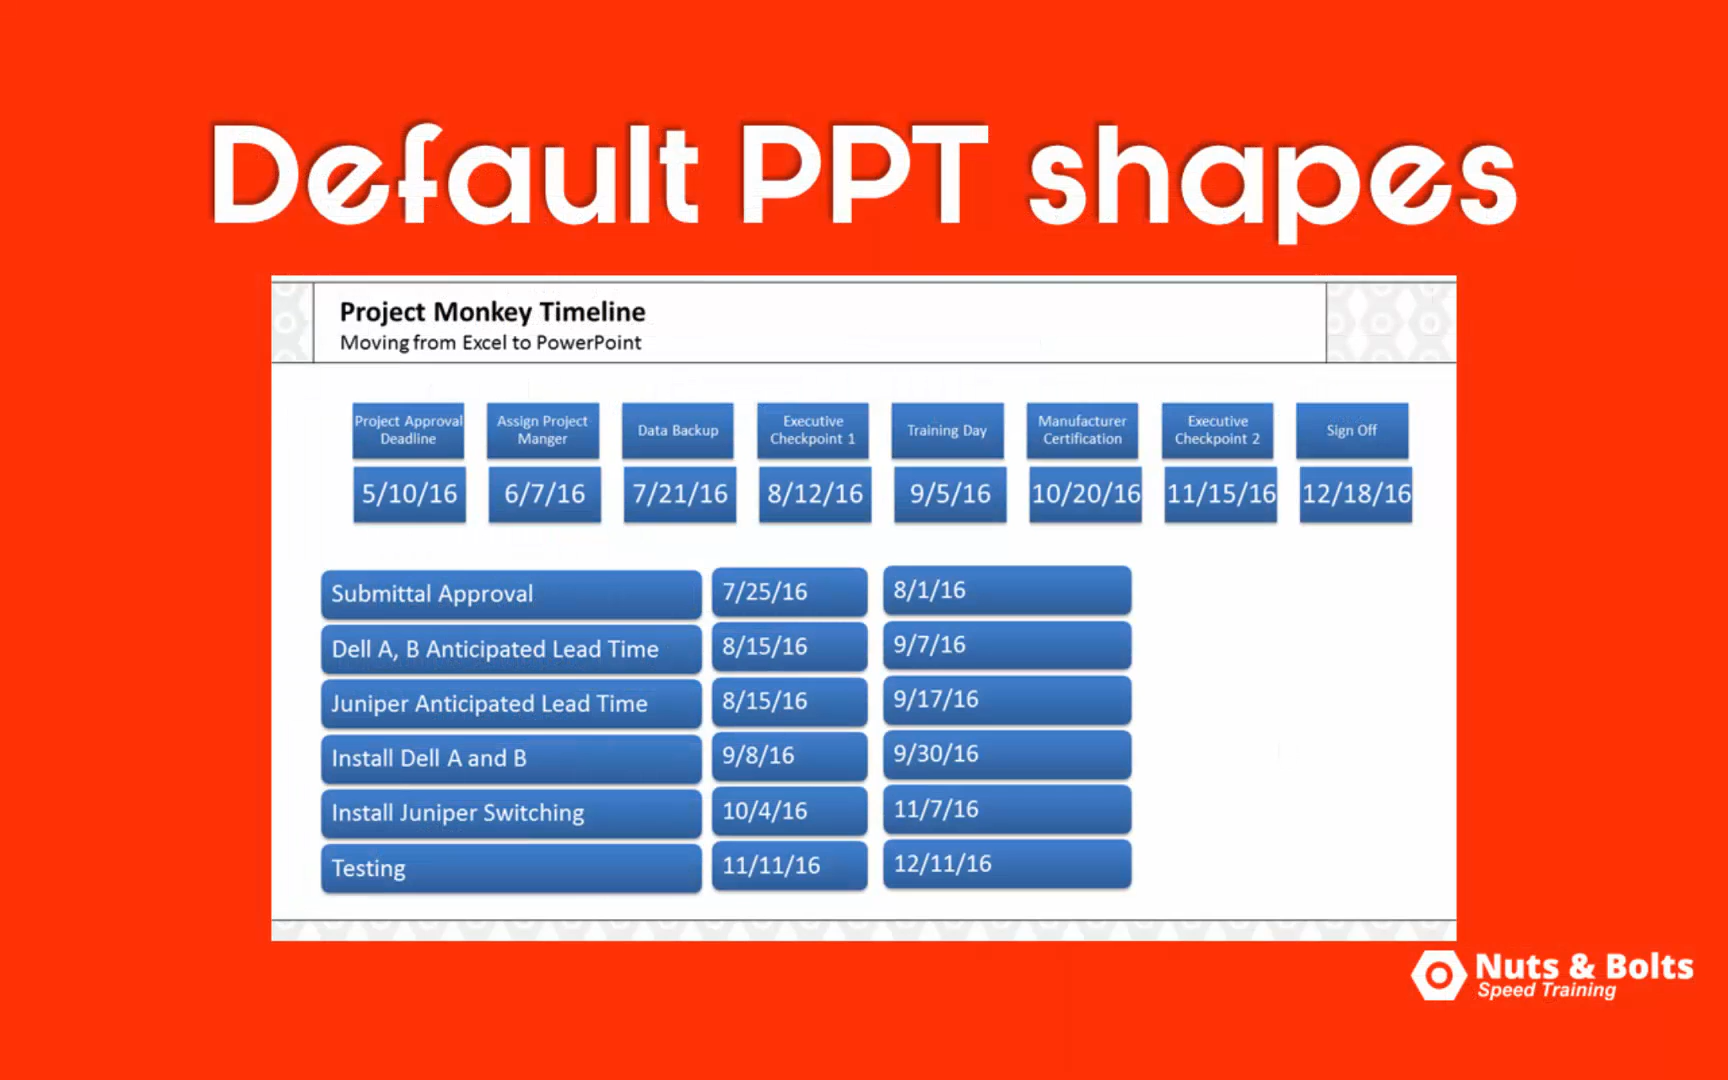 Default PPT shapes
Project Monkey Timeline
Moving from Excel to PowerPoint
Project Approval
Deadline
Assign Project
Manger
Data Backup
Executive
Checkpoint 1
Training Day
Manufacturer
Certification
Executive
Checkpoint 2
Sign Off
5/10/16
6/7/16
7/21/16
8/12/16
9/5/16
10/20/16
11/15/16
12/18/16
Submittal Approval
7/25/16
8/1/16
Dell A, B Anticipated Lead Time
8/15/16
9/7/16
Juniper Anticipated Lead Time
8/15/16
9/17/16
Install Dell A and B
9/8/16
9/30/16
Install Juniper Switching
10/4/16
11/7/16
Testing
11/11/16
12/11/16
Nuts & Bolts
Speed Training